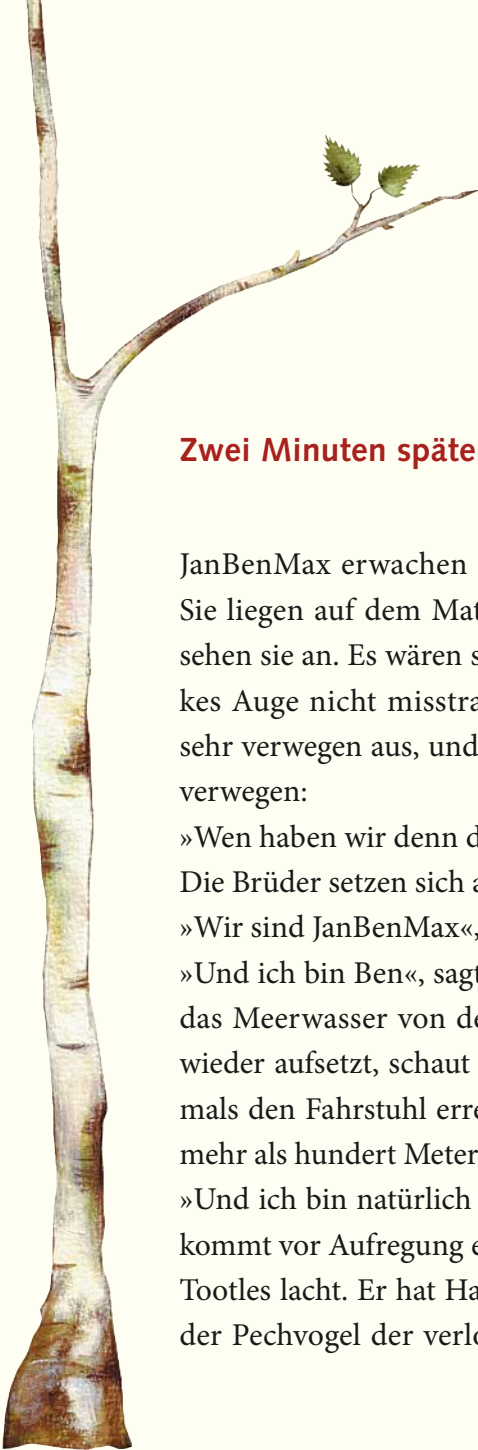 Zwei Minuten späte
JanBenMax erwachen
Sie liegen auf dem Mat
sehen sie an. Es wären s
kes Auge nicht misstra
sehr verwegen aus, und
verwegen:
»Wen haben wir denn d
Die Brüder setzen sich a
»Wir sind JanBenMax«,
»Und ich bin Ben«, sagt
das Meerwasser von de
wieder aufsetzt, schaut
mals den Fahrstuhl erre
mehr als hundert Meter
»Und ich bin natürlich
kommt vor Aufregung e
Tootles lacht. Er hat Ha
der Pechvogel der verlo